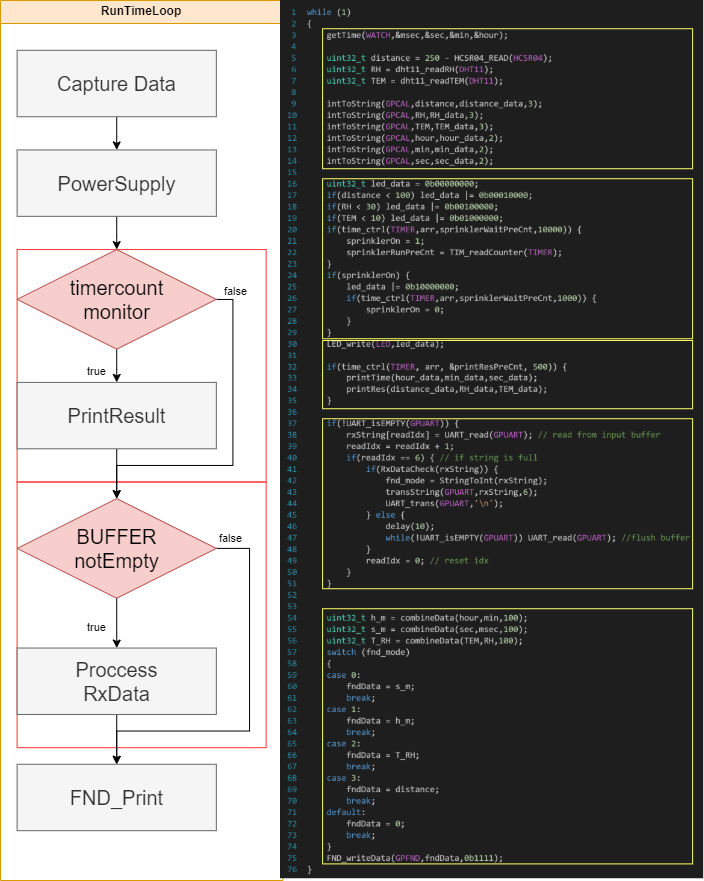 RunTimeLoop
Capture Data
PowerSupply
timercount
monitor
false
true
PrintResult
BUFFER
notEmpty
false
true
Proccess
RxData
FND_Print
1 while (1)
2 {
3 getTime(WATCH,&msec,&sec,&min,&hour);
4
5 uint32_t distance = 250 - HCSR04_READ(HCSR04);
6 uint32_t RH = dht11_readRH(DHT11);
7 uint32_t TEM = dht11_readTEM(DHT11);
8
9 intToString(GPCAL,distance,distance_data,3);
10 intToString(GPCAL,RH,RH_data,3);
11 intToString(GPCAL,TEM,TEM_data,3);
12 intToString(GPCAL,hour,hour_data,2);
13 intToString(GPCAL,min,min_data,2);
14 intToString(GPCAL,sec,sec_data,2);
15
16 uint32_t led_data = 0b00000000;
17 if(distance < 100) led_data |= 0b00010000;
18 if(RH < 30) led_data |= 0b00100000;
19 if(TEM < 10) led_data |= 0b01000000;
20 if(time_ctrl(TIMER,arr,sprinklerWaitPreCnt,10000)) {
21 sprinklerOn = 1;
22 sprinklerRunPreCnt = TIM_readCounter(TIMER);
23 }
24 if(sprinklerOn) {
25 led_data |= 0b10000000;
26 if(time_ctrl(TIMER,arr,sprinklerWaitPreCnt,1000)) {
27 sprinklerOn = 0;
28 }
29 }
30 LED_write(LED,led_data);
31
32 if(time_ctrl(TIMER, arr, &printResPreCnt, 500)) {
33 printTime(hour_data,min_data,sec_data);
34 printRes(distance_data,RH_data,TEM_data);
35 }
36
37 if(!UART_isEMPTY(GPUART)) {
38 rxString[readIdx] = UART_read(GPUART); // read from input buffer
39 readIdx = readIdx + 1;
40 if(readIdx == 6) { // if string is full
41 if(RxDataCheck(rxString)) {
42 fnd_mode = StringToInt(rxString);
43 transString(GPUART,rxString,6);
44 UART_trans(GPUART,'\n');
45 } else {
46 delay(10);
47 while(!UART_isEMPTY(GPUART)) UART_read(GPUART); //flush buffer
48 }
49 readIdx = 0; // reset idx
50 }
51 }
52
53
54 uint32_t h_m = combineData(hour,min,100);
55 uint32_t s_m = combineData(sec,msec,100);
56 uint32_t T_RH = combineData(TEM,RH,100);
57 switch (fnd_mode)
58 {
59 case 0:
60 fndData = s_m;
61 break;
62 case 1:
63 fndData = h_m;
64 break;
65 case 2:
66 fndData = T_RH;
67 break;
68 case 3:
69 fndData = distance;
70 break;
71 default:
72 fndData = 0;
73 break;
74 }
75 FND_writeData(GPFND,fndData,0b1111);
76 }